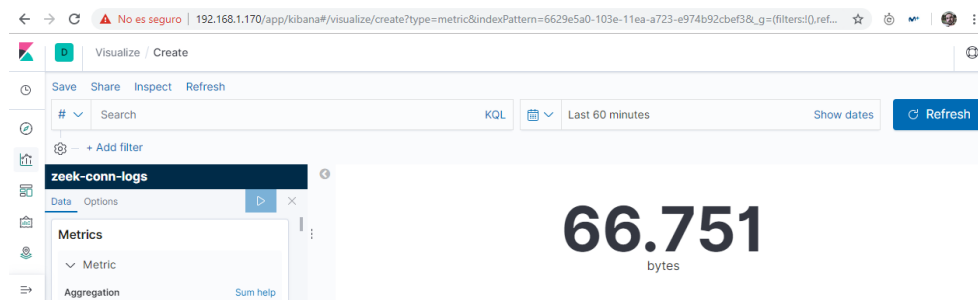 No es seguro | 192.168.1.170/app/kibana#/visualize/create?type=metric&indexPattern=6629e5a0-103e-11ea-a723-e974b92cbef3&_g=(filters:!(),ref...
D Visualize / Create
Save Share Inspect Refresh
# Search KQL Last 60 minutes Show dates Refresh
+ Add filter
zeek-conn-logs
Data Options
Metrics
Metric
Aggregation Sum help
66.751
bytes